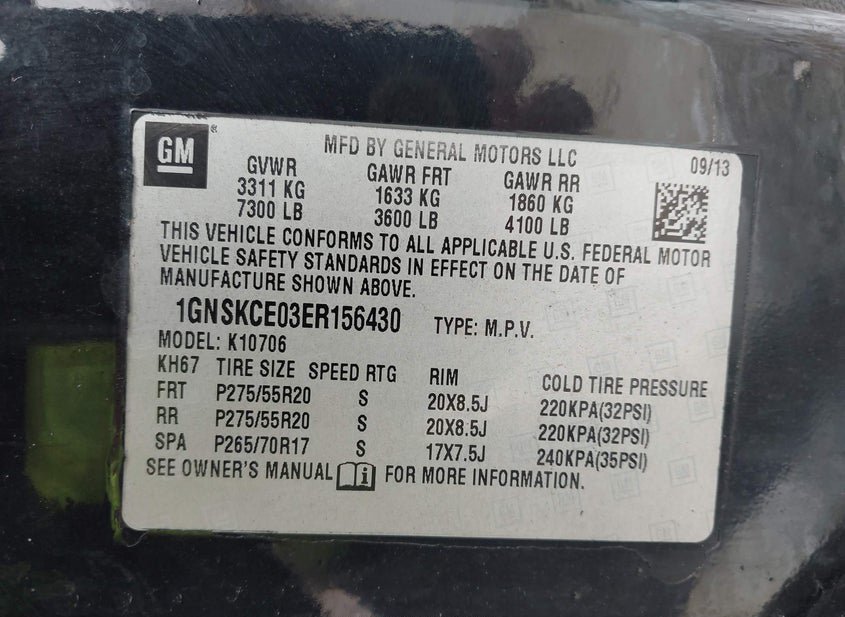 GM®
MFD BY GENERAL MOTORS LLC 09/13
GVWR GAWR FRT GAWR RR
3311 KG 1633 KG 1860 KG
7300 LB 3600 LB 4100 LB
THIS VEHICLE CONFORMS TO ALL APPLICABLE U.S. FEDERAL MOTOR
VEHICLE SAFETY STANDARDS IN EFFECT ON THE DATE OF
MANUFACTURE SHOWN ABOVE.
1GNSKCE03ER156430 TYPE: M.P.V.
MODEL: K10706
KH67 TIRE SIZE SPEED RTG RIM COLD TIRE PRESSURE
FRT P275/55R20 S 20X8.5J 220KPA(32PSI)
RR P275/55R20 S 20X8.5J 220KPA(32PSI)
SPA P265/70R17 S 17X7.5J 240KPA(35PSI)
SEE OWNER'S MANUAL i FOR MORE INFORMATION.